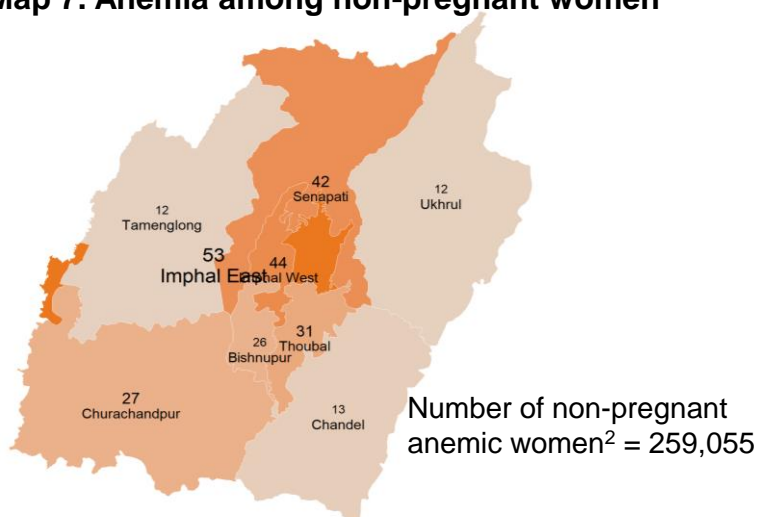 Map 7: Anemia among non-pregnant women
42
Senapati
12
Ukhrul
12
Tamenglong
53
Imphal East
44
Imphal West
31
Thoubal
26
Bishnupur
27
Churachandpur
13
Chandel
Number of non-pregnant
anemic women² = 259,055